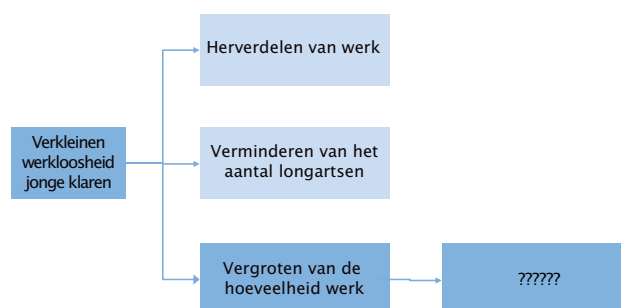 Herverdelen van werk
Verkleinen
werkloosheid
jonge klaren
Verminderen van het
aantal longartsen
Vergroten van de
hoeveelheid werk
??????